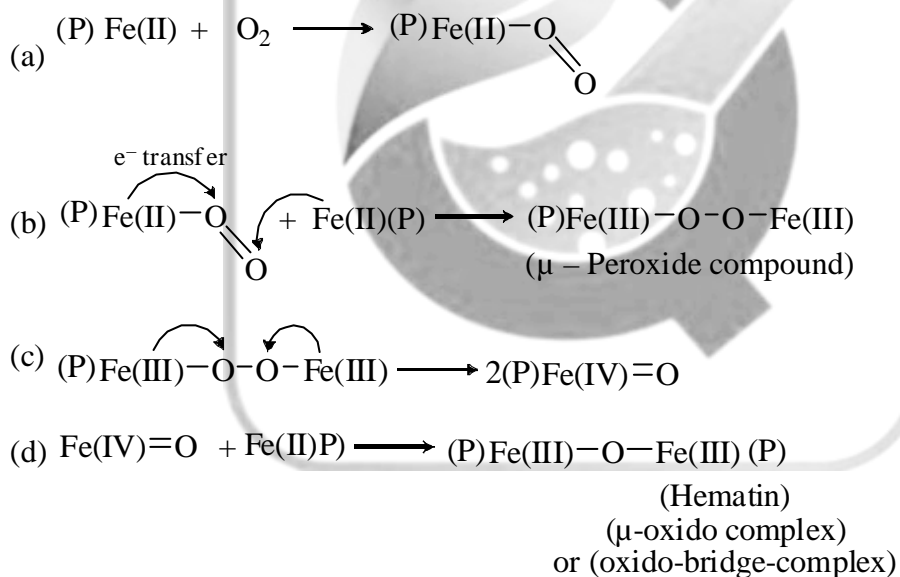 (a) (P) Fe(II) + O₂ → (P) Fe(II)—O=O
e⁻ transfer
(b) (P)Fe(II)—O=O + Fe(II)(P) → (P)Fe(III)—O—O—Fe(III)
(µ – Peroxide compound)
(c) (P)Fe(III)—O—O—Fe(III) → 2(P)Fe(IV)=O
(d) Fe(IV)=O + Fe(II)P) → (P)Fe(III)—O—Fe(III) (P)
(Hematin)
(µ-oxido complex)
or (oxido-bridge-complex)